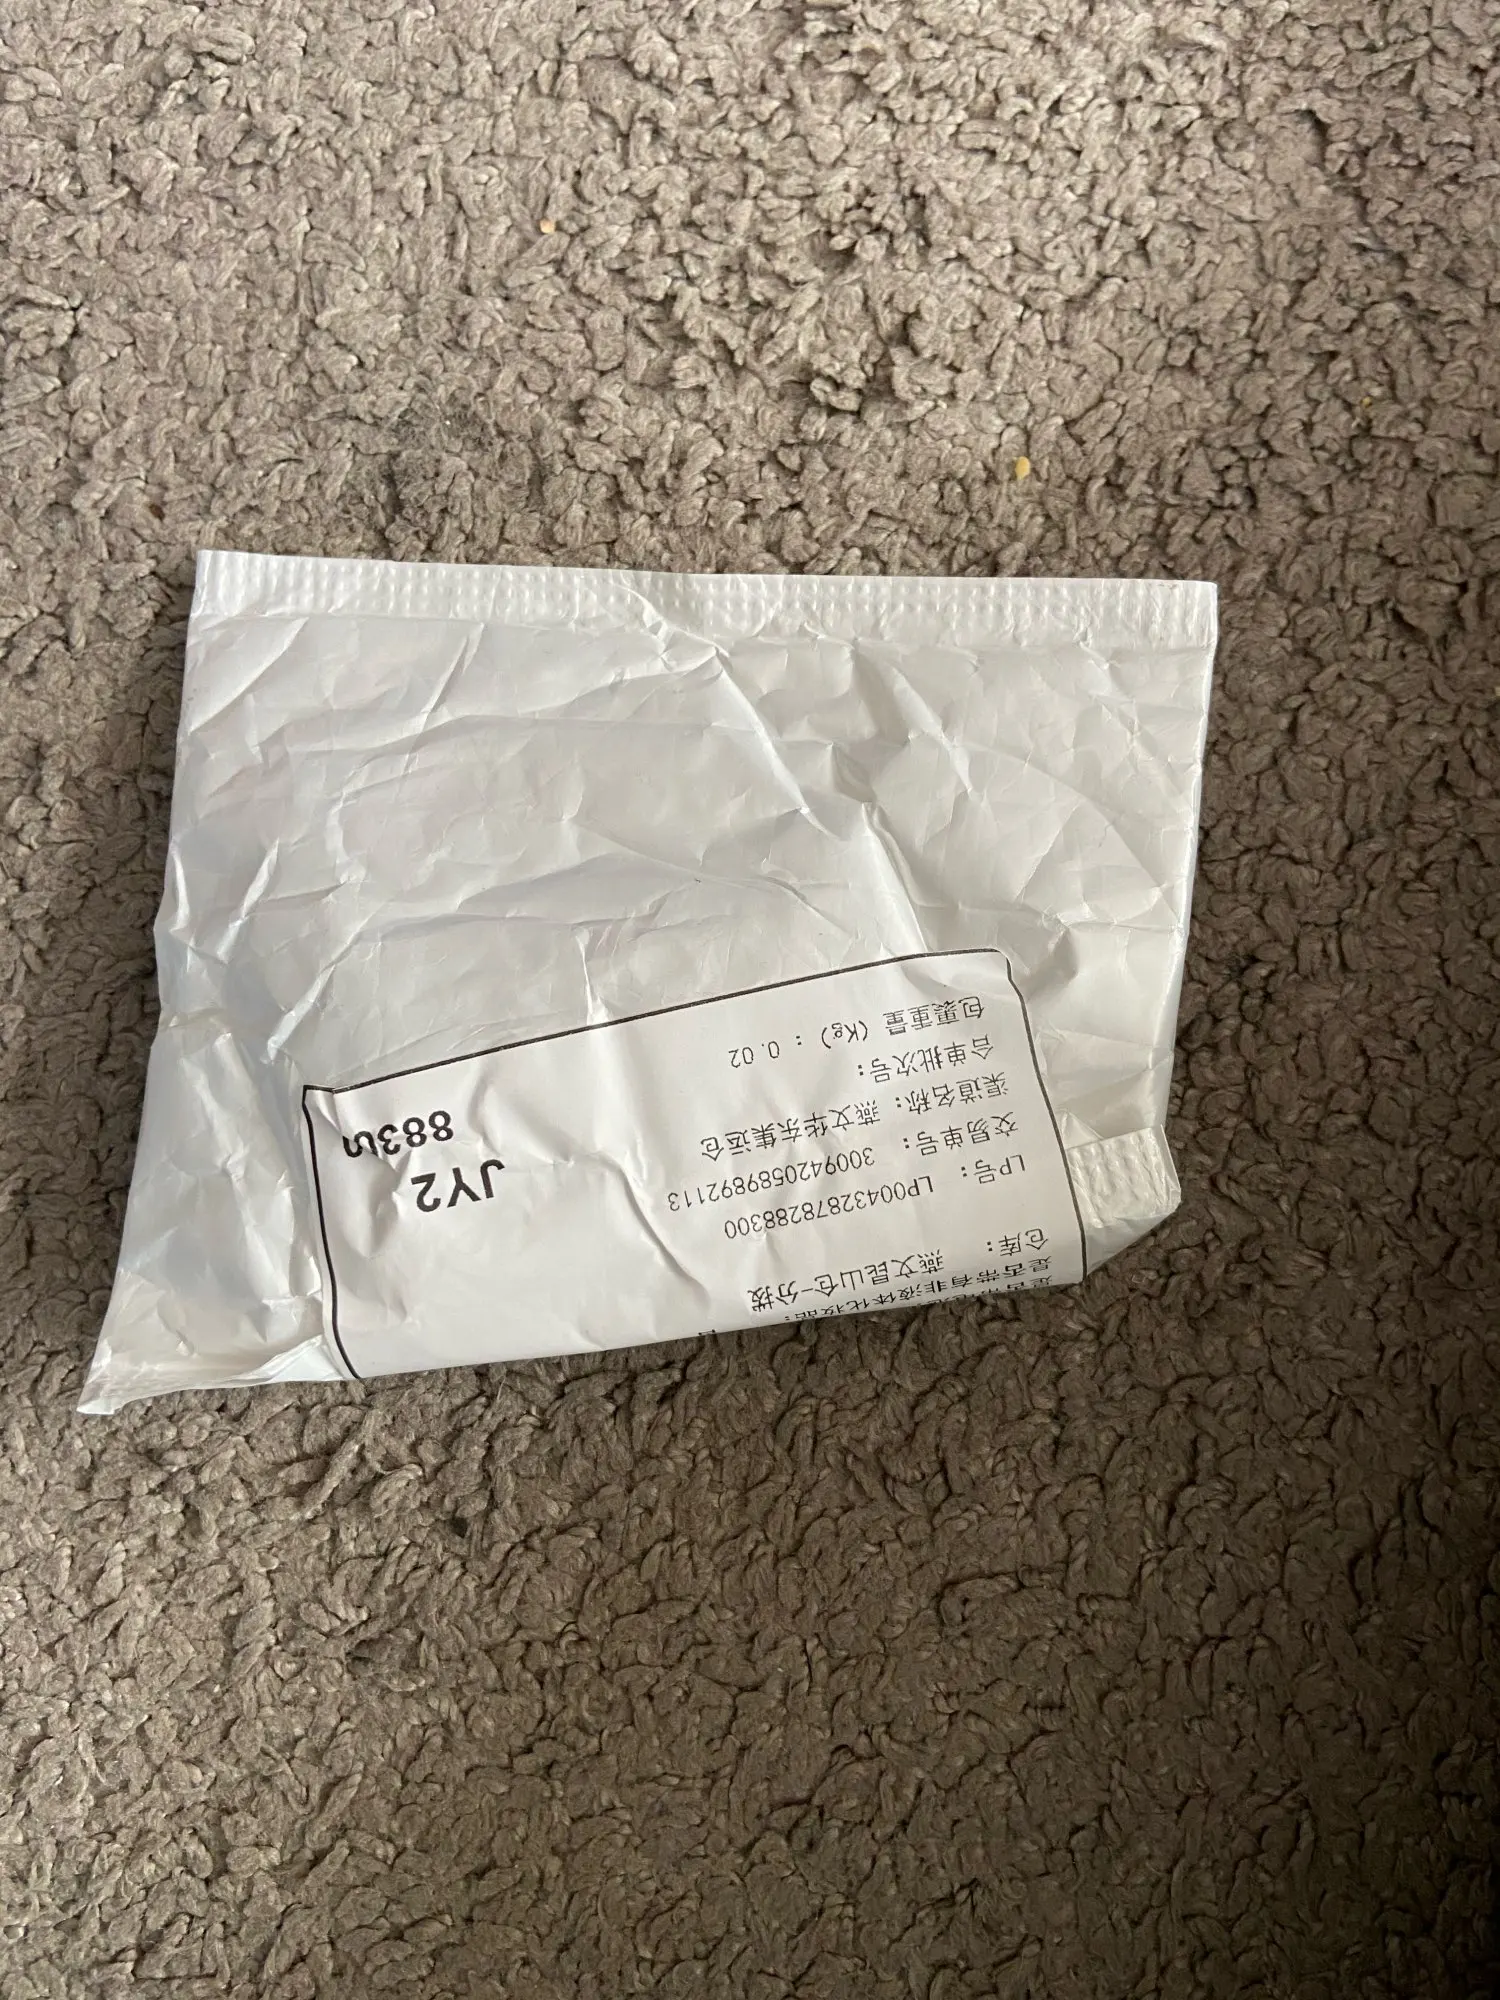 是否带有非液体化妆品:
仓库: 燕文昆山仓-分拨
LP号: LP00432878288300
交易单号: 3009420589892113
渠道名称: 燕文华东集运仓
合单批次号:
包裹重量 (Kg) : 0.02
JY2